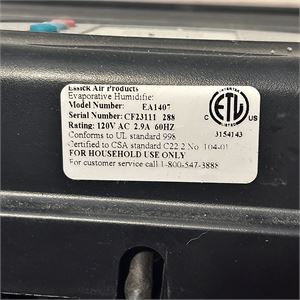 Essick Air Products
Evaporative Humidifier
Model Number: EA1407
Serial Number: CF23111 288
Rating: 120V AC 2.9A 60HZ
Conforms to UL standard 998
Certified to CSA standard C22.2 No. 104-01
FOR HOUSEHOLD USE ONLY
For customer service call 1-800-547-3888
INTERTEK
ETL
C US
3154143